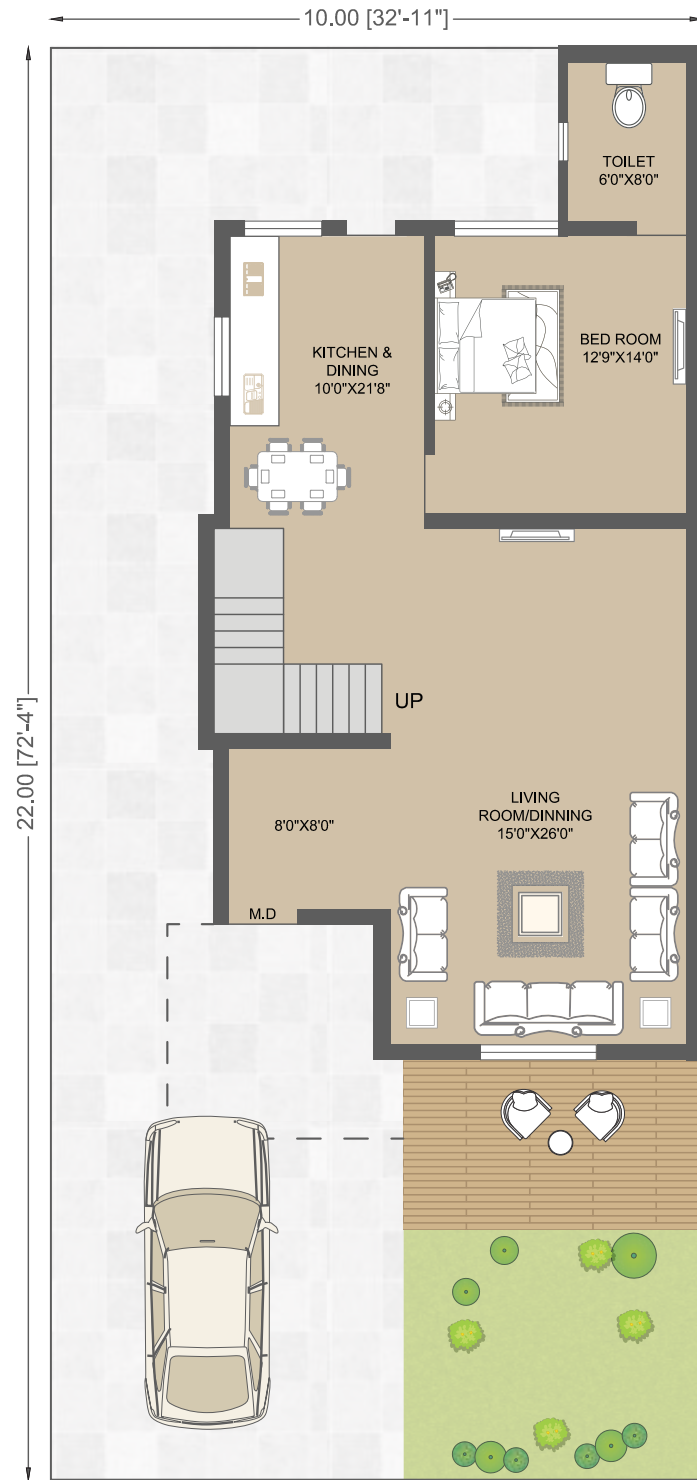 10.00 [32'-11"]
TOILET
6'0"X8'0"
KITCHEN &
DINING
10'0"X21'8"
BED ROOM
12'9"X14'0"
22.00 [72'-4"]
UP
LIVING
ROOM/DINNING
15'0"X26'0"
8'0"X8'0"
M.D